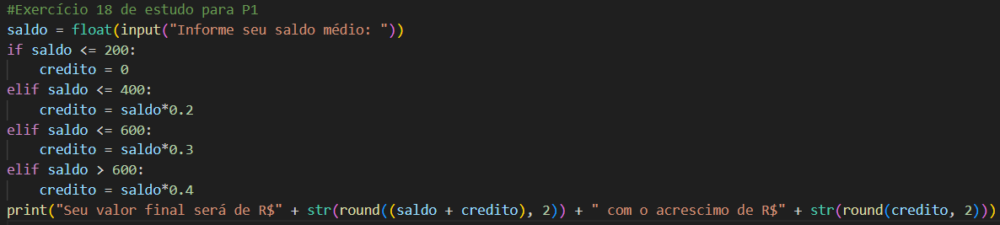 #Exercício 18 de estudo para P1
saldo = float(input("Informe seu saldo médio: "))
if saldo <= 200:
    credito = 0
elif saldo <= 400:
    credito = saldo*0.2
elif saldo <= 600:
    credito = saldo*0.3
elif saldo > 600:
    credito = saldo*0.4
print("Seu valor final será de R$" + str(round((saldo + credito), 2)) + " com o acrescimo de R$" + str(round(credito, 2)))